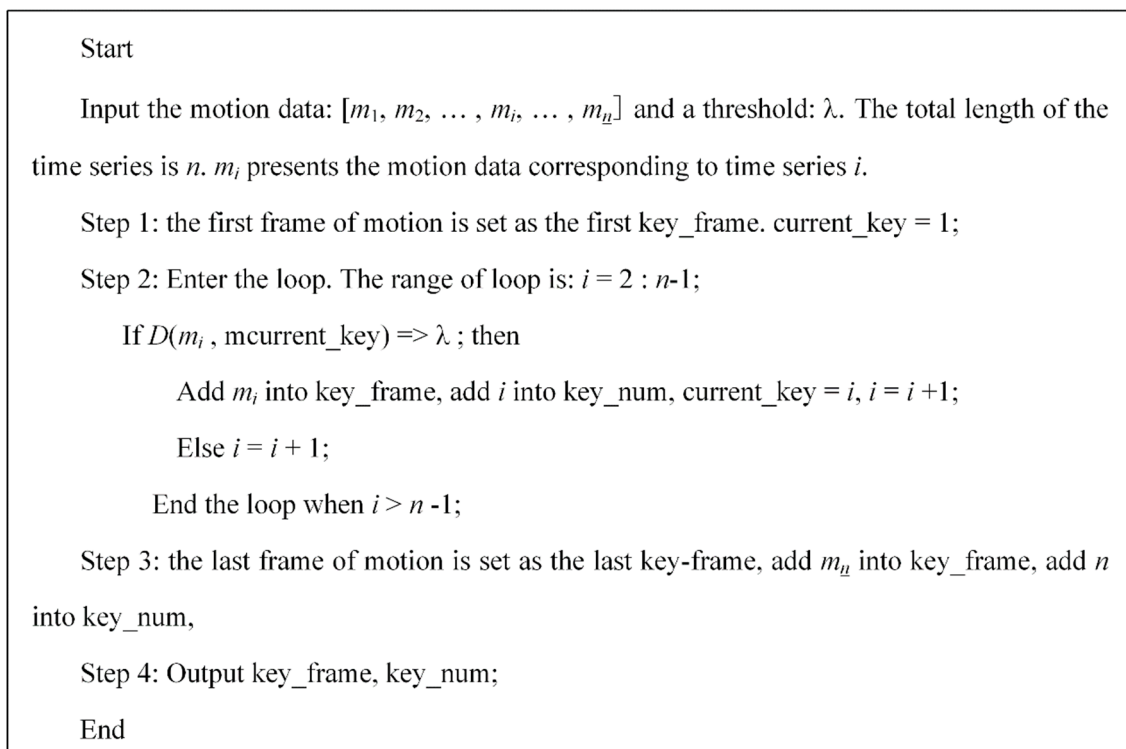 Start
Input the motion data: [m1, m2, … , mi, … , mn] and a threshold: λ. The total length of the
time series is n. mi presents the motion data corresponding to time series i.
Step 1: the first frame of motion is set as the first key_frame. current_key = 1;
Step 2: Enter the loop. The range of loop is: i = 2 : n-1;
If D(mi , mcurrent_key) => λ ; then
Add mi into key_frame, add i into key_num, current_key = i, i = i +1;
Else i = i + 1;
End the loop when i > n -1;
Step 3: the last frame of motion is set as the last key-frame, add mn into key_frame, add n
into key_num,
Step 4: Output key_frame, key_num;
End